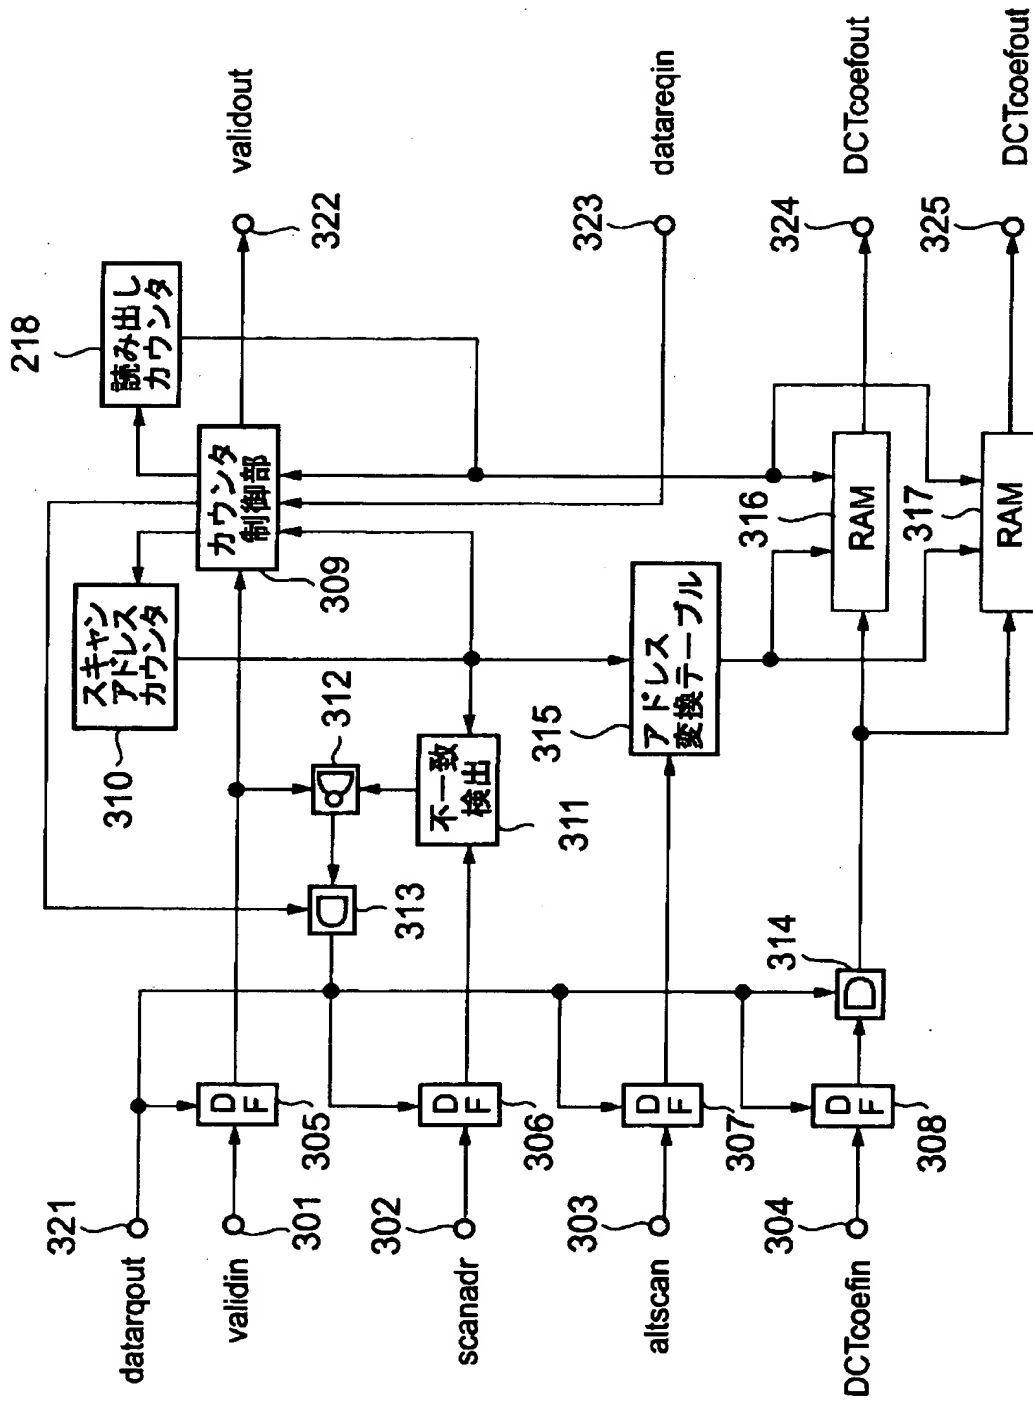 218
読み出し
カウンタ
validout
322
カウンタ
制御部
309
スキャン
アドレス
カウンタ
310
datareqin
323
312
313
不一致
検出
311
アドレス
変換テーブル
315
RAM
316
RAM
317
DCTcoefout
324
DCTcoefout
325
314
D
F
305
D
F
306
D
F
307
D
F
308
datarqout
321
validin
301
scanadr
302
altscan
303
DCTcoefin
304